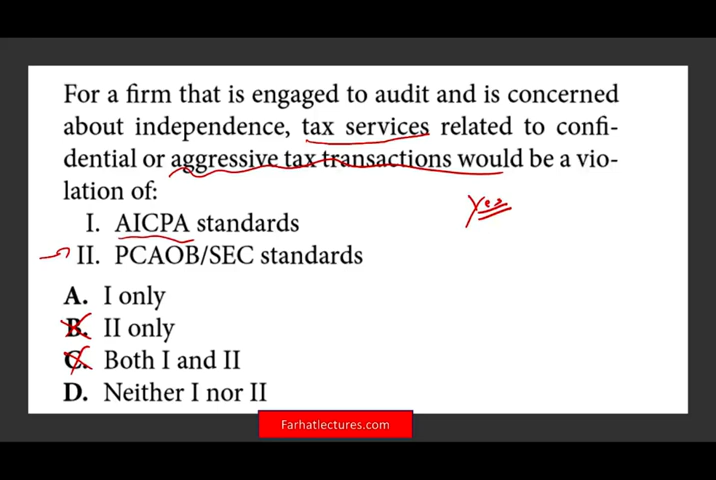 For a firm that is engaged to audit and is concerned
about independence, tax services related to confi-
dential or aggressive tax transactions would be a vio-
lation of:
yes
I. AICPA standards
II. PCAOB/SEC standards
A. I only
B. II only
C. Both I and II
D. Neither I nor II
Farhatlectures.com